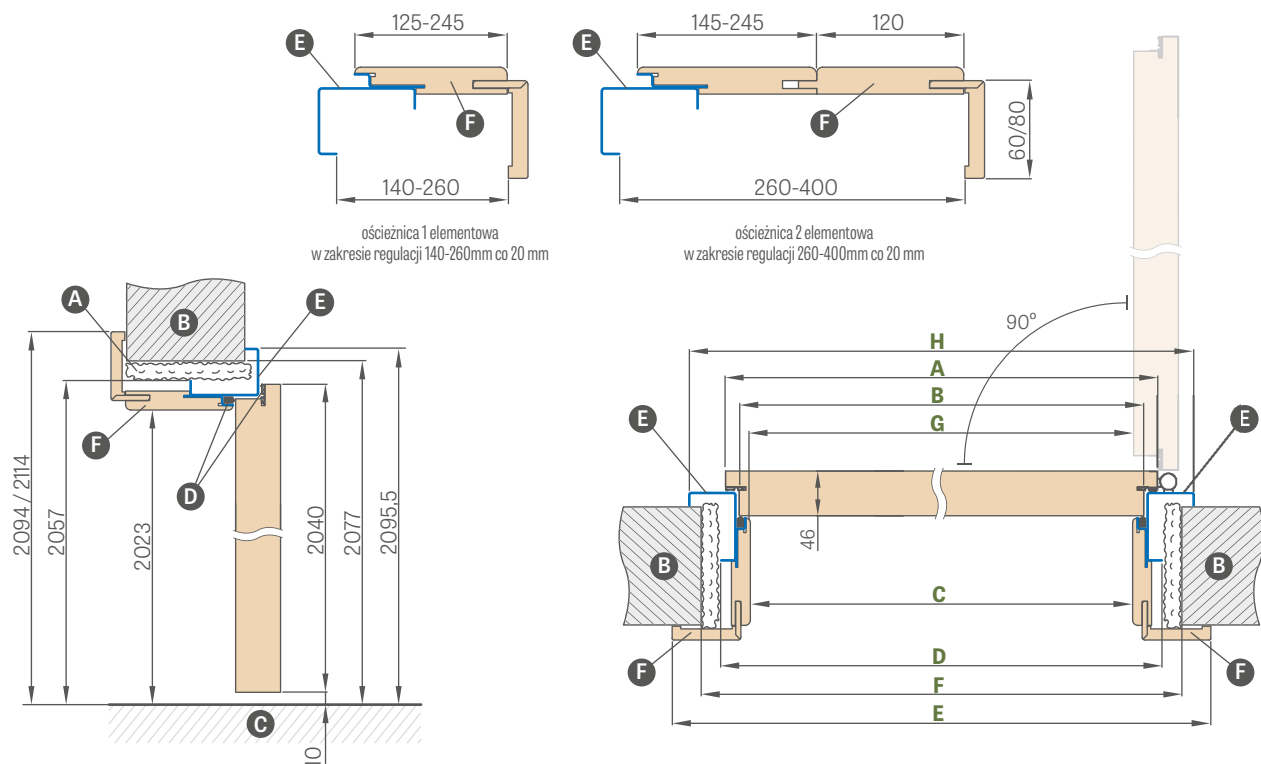 125-245
E
F
140-260
ościeżnica 1 elementowa
w zakresie regulacji 140-260mm co 20 mm
145-245
120
E
F
60/80
260-400
ościeżnica 2 elementowa
w zakresie regulacji 260-400mm co 20 mm
A
B
E
F
D
C
2094 / 2114
2057
2023
2040
2077
2095,5
10
90°
H
A
B
G
E
E
46
B
B
C
F
F
D
F
E